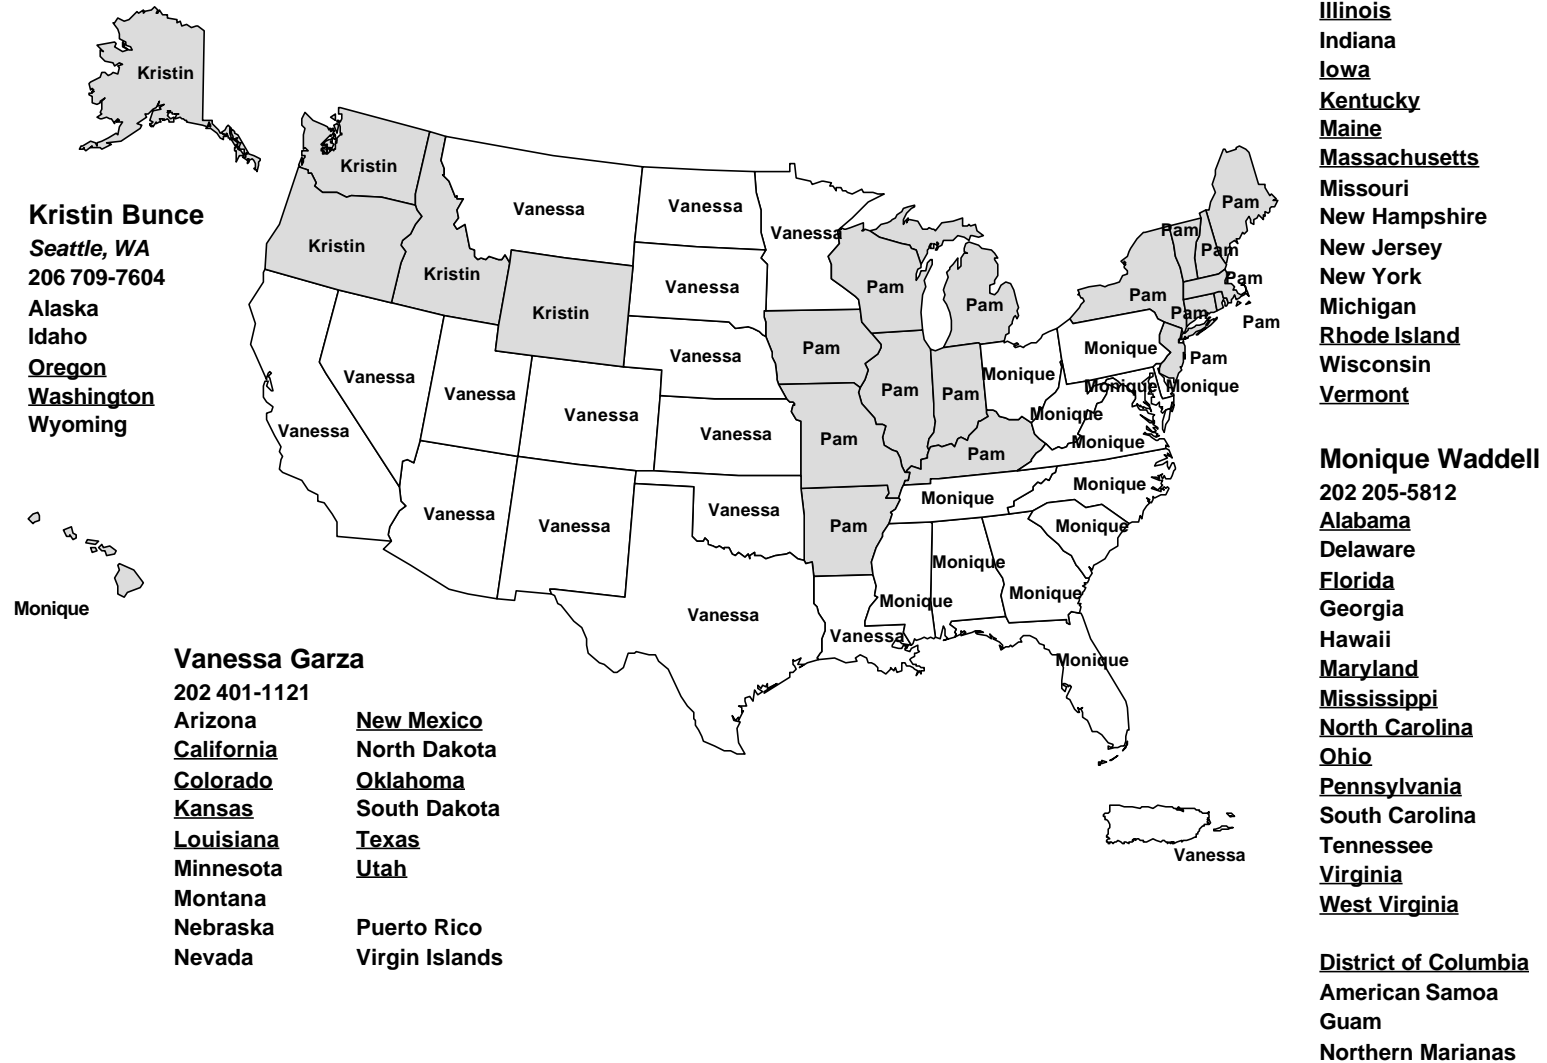 Kristin
Kristin
Kristin
Kristin
Kristin
Vanessa
Vanessa
Vanessa
Pam
Pam
Pam
Pam
Pam
Pam
Pam
Pam
Pam
Vanessa
Vanessa
Pam
Monique
Pam
Vanessa
Monique
Monique
Monique
Vanessa
Vanessa
Vanessa
Pam
Pam
Monique
Vanessa
Vanessa
Pam
Pam
Monique
Vanessa
Vanessa
Vanessa
Pam
Monique
Monique
Monique
Monique
Monique
Monique
Vanessa
Vanessa
Monique
Monique
Vanessa
Kristin Bunce
Seattle, WA
206 709-7604
Alaska
Idaho
Oregon
Washington
Wyoming
Monique
Vanessa Garza
202 401-1121
Arizona
California
Colorado
Kansas
Louisiana
Minnesota
Montana
Nebraska
Nevada
New Mexico
North Dakota
Oklahoma
South Dakota
Texas
Utah
Puerto Rico
Virgin Islands
Illinois
Indiana
Iowa
Kentucky
Maine
Massachusetts
Missouri
New Hampshire
New Jersey
New York
Michigan
Rhode Island
Wisconsin
Vermont
Monique Waddell
202 205-5812
Alabama
Delaware
Florida
Georgia
Hawaii
Maryland
Mississippi
North Carolina
Ohio
Pennsylvania
South Carolina
Tennessee
Virginia
West Virginia
District of Columbia
American Samoa
Guam
Northern Marianas